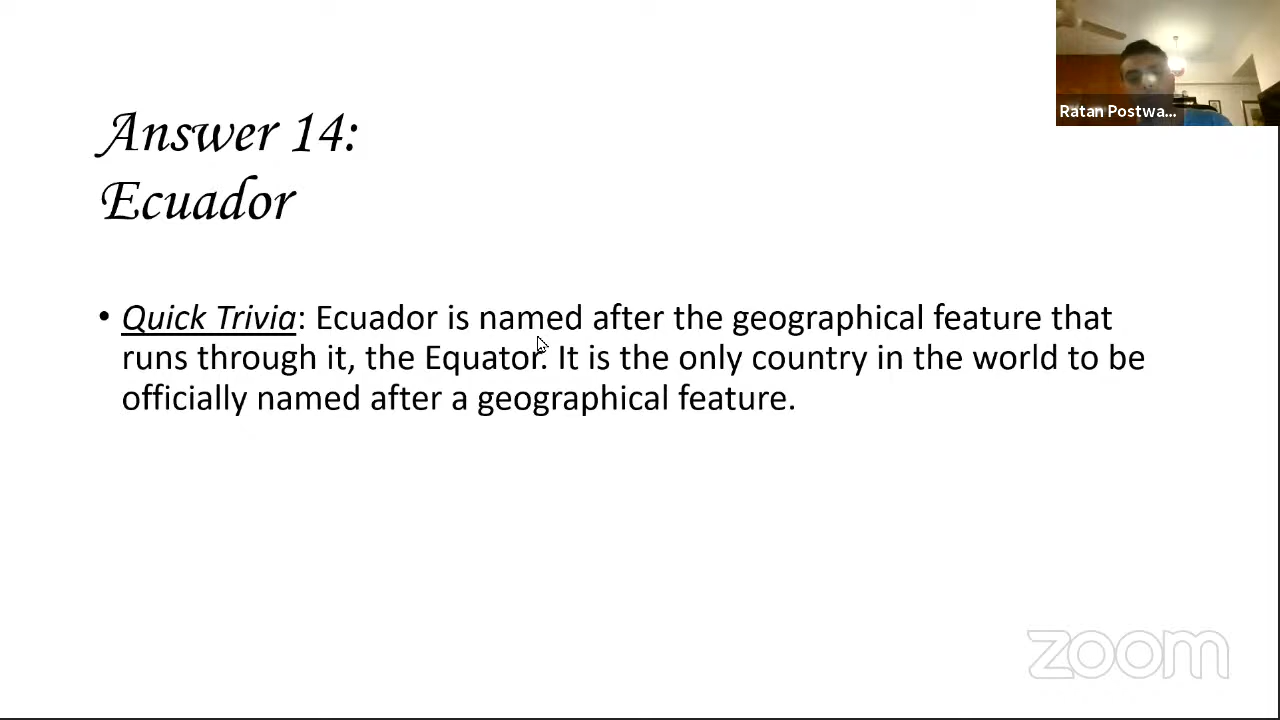 Ratan Postwa...
Answer 14:
Ecuador
• Quick Trivia: Ecuador is named after the geographical feature that
runs through it, the Equator. It is the only country in the world to be
officially named after a geographical feature.
zoom